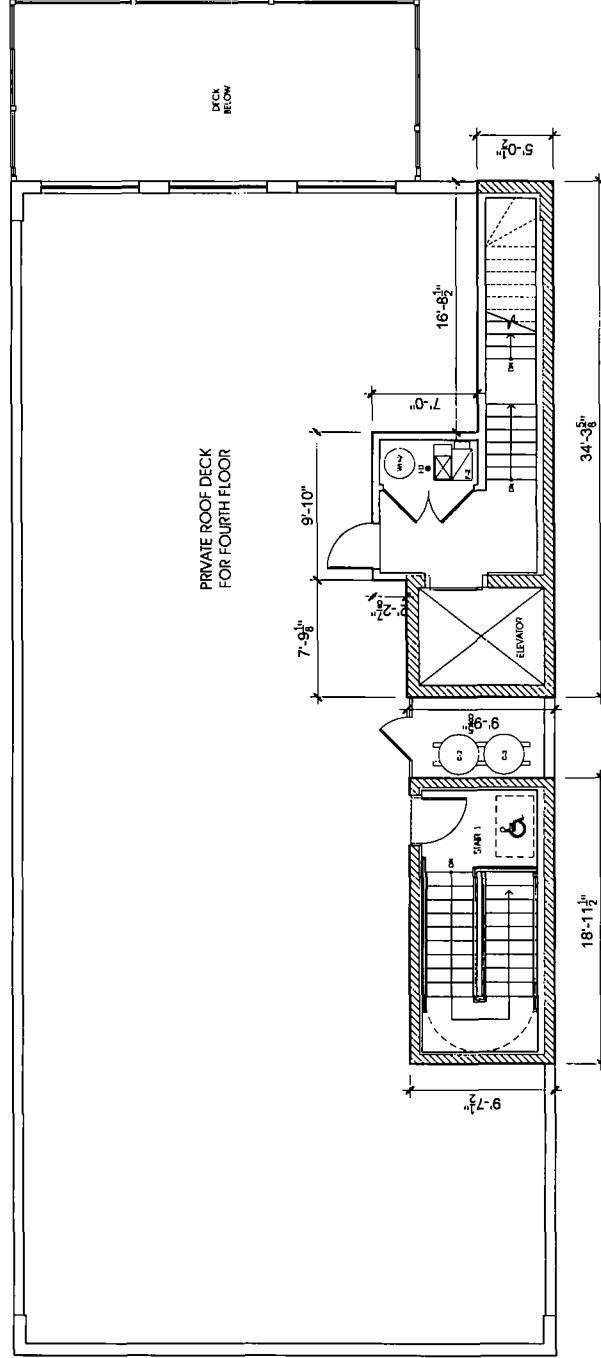 DECK
BELOW
5'-0½"
16'-8½"
7'-0"
PRIVATE ROOF DECK
FOR FOURTH FLOOR
9'-10"
7'-9⅛"
2'-2⅞"
DN
DN
34'-3⅝"
ELEVATOR
9'-9⅝"
STAIR 1
DN
18'-11½"
9'-7½"